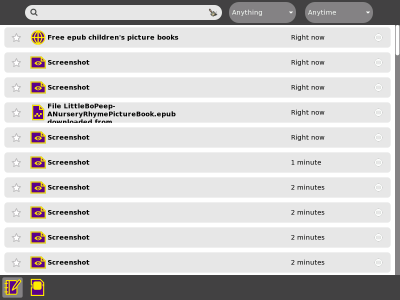 Anything
Anytime
Free epub children's picture books
Right now
Screenshot
Right now
Screenshot
Right now
File LittleBoPeep-
ANurseryRhymePictureBook.epub
downloaded from
Right now
Screenshot
Right now
Screenshot
1 minute
Screenshot
2 minutes
Screenshot
2 minutes
Screenshot
2 minutes
Screenshot
2 minutes